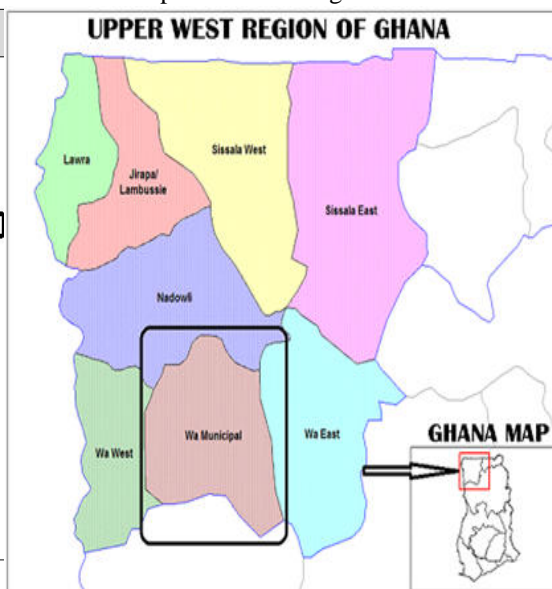 UPPER WEST REGION OF GHANA
Lawra
Jirapa/
Lambussie
Sissala West
Sissala East
Nadowli
Wa West
Wa Municipal
Wa East
GHANA MAP